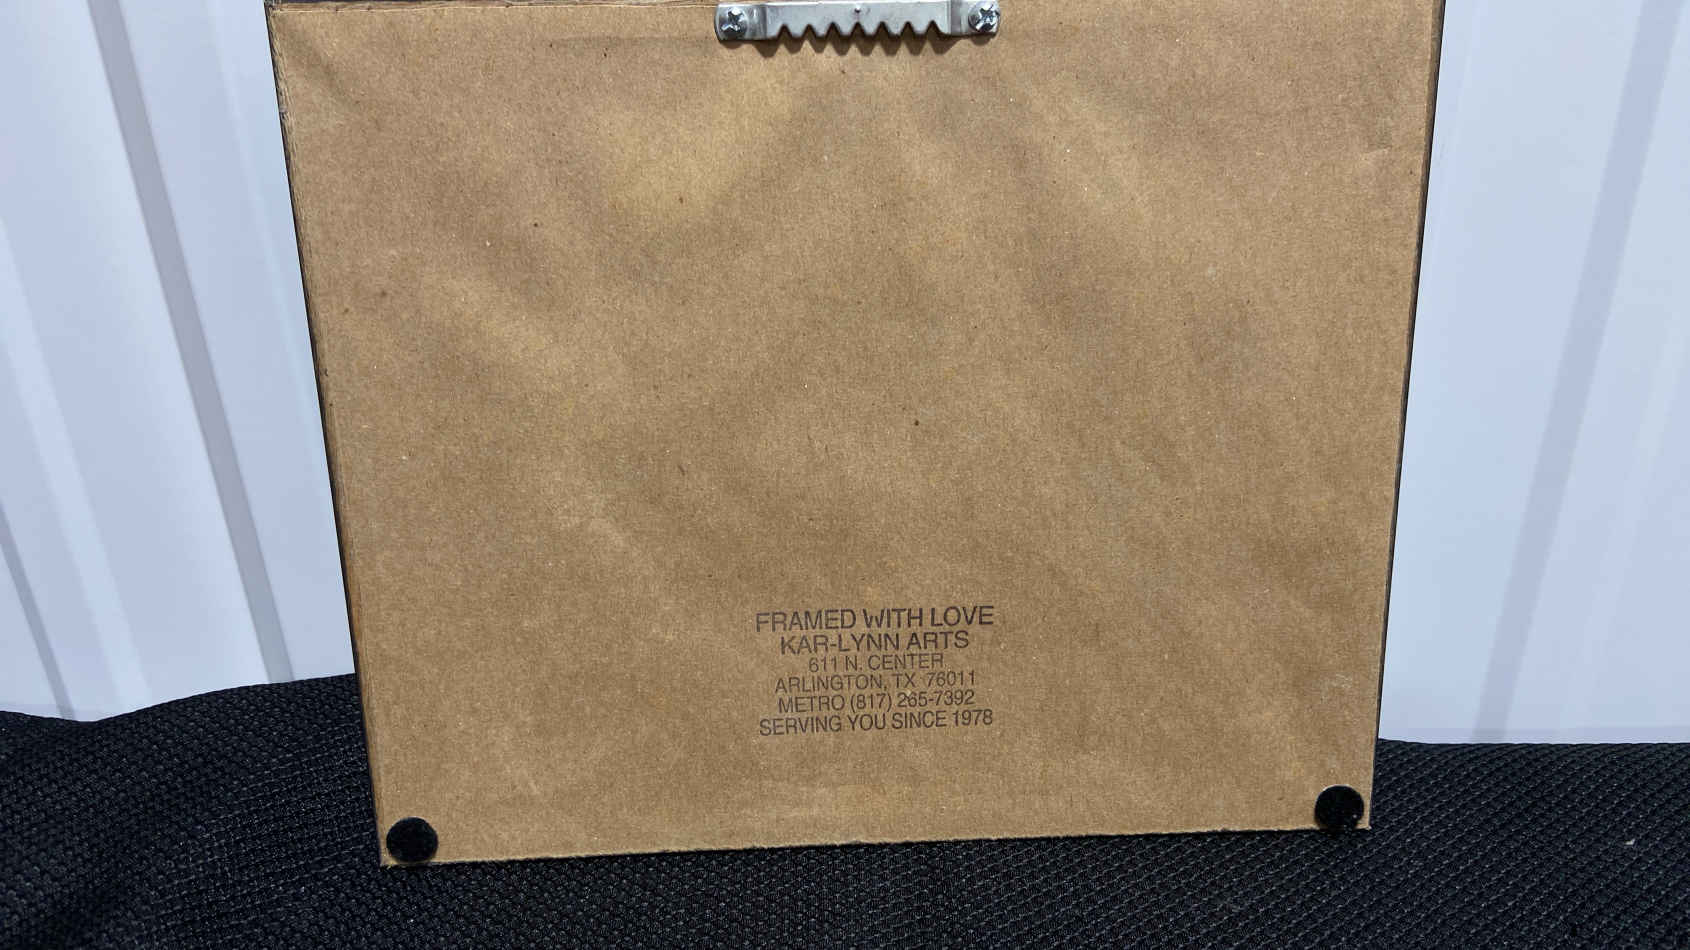 FRAMED WITH LOVE
KAR-LYNN ARTS
611 N. CENTER
ARLINGTON, TX 76011
METRO (817) 265-7392
SERVING YOU SINCE 1978